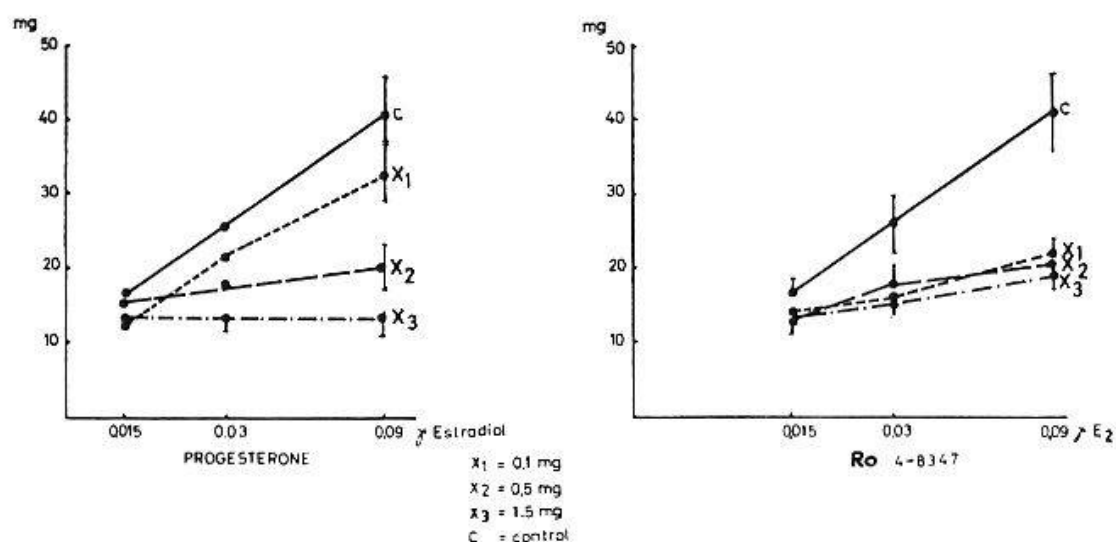 mg
50
40
30
20
10
C
X1
X2
X3
0.015 0.03 0.09 γ Estradiol
PROGESTERONE
X1 = 0.1 mg
X2 = 0,5 mg
X3 = 1.5 mg
C = control
mg
50
40
30
20
10
C
X1
X2
X3
0.015 0.03 0,09 γ E2
Ro 4-8347